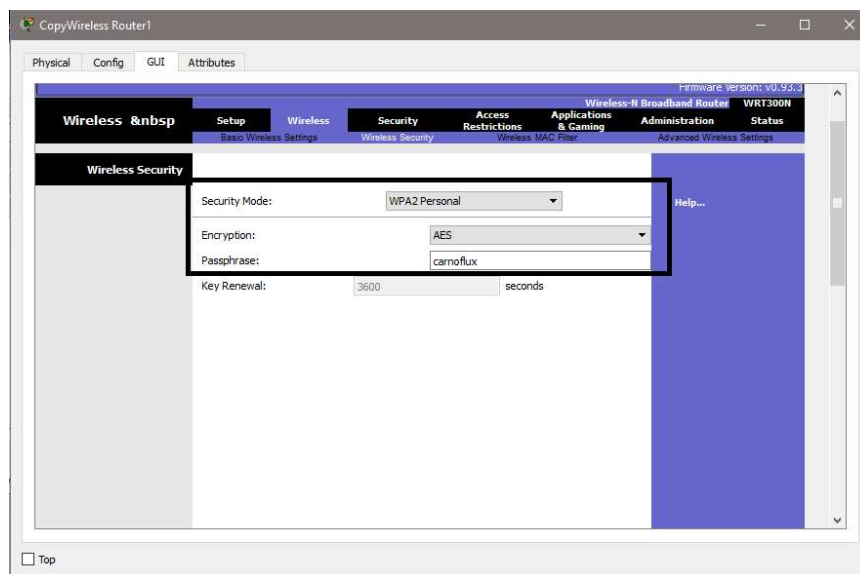 CopyWireless Router1
Physical Config GUI Attributes
Firmware Version: v0.93.3
Wireless-N Broadband Router WRT300N
Wireless &nbsp
Setup Wireless Security Access Restrictions Applications & Gaming Administration Status
Basic Wireless Settings Wireless Security Wireless MAC Filter Advanced Wireless Settings
Wireless Security
Security Mode: WPA2 Personal
Help...
Encryption: AES
Passphrase: carnoflux
Key Renewal: 3600 seconds
Top